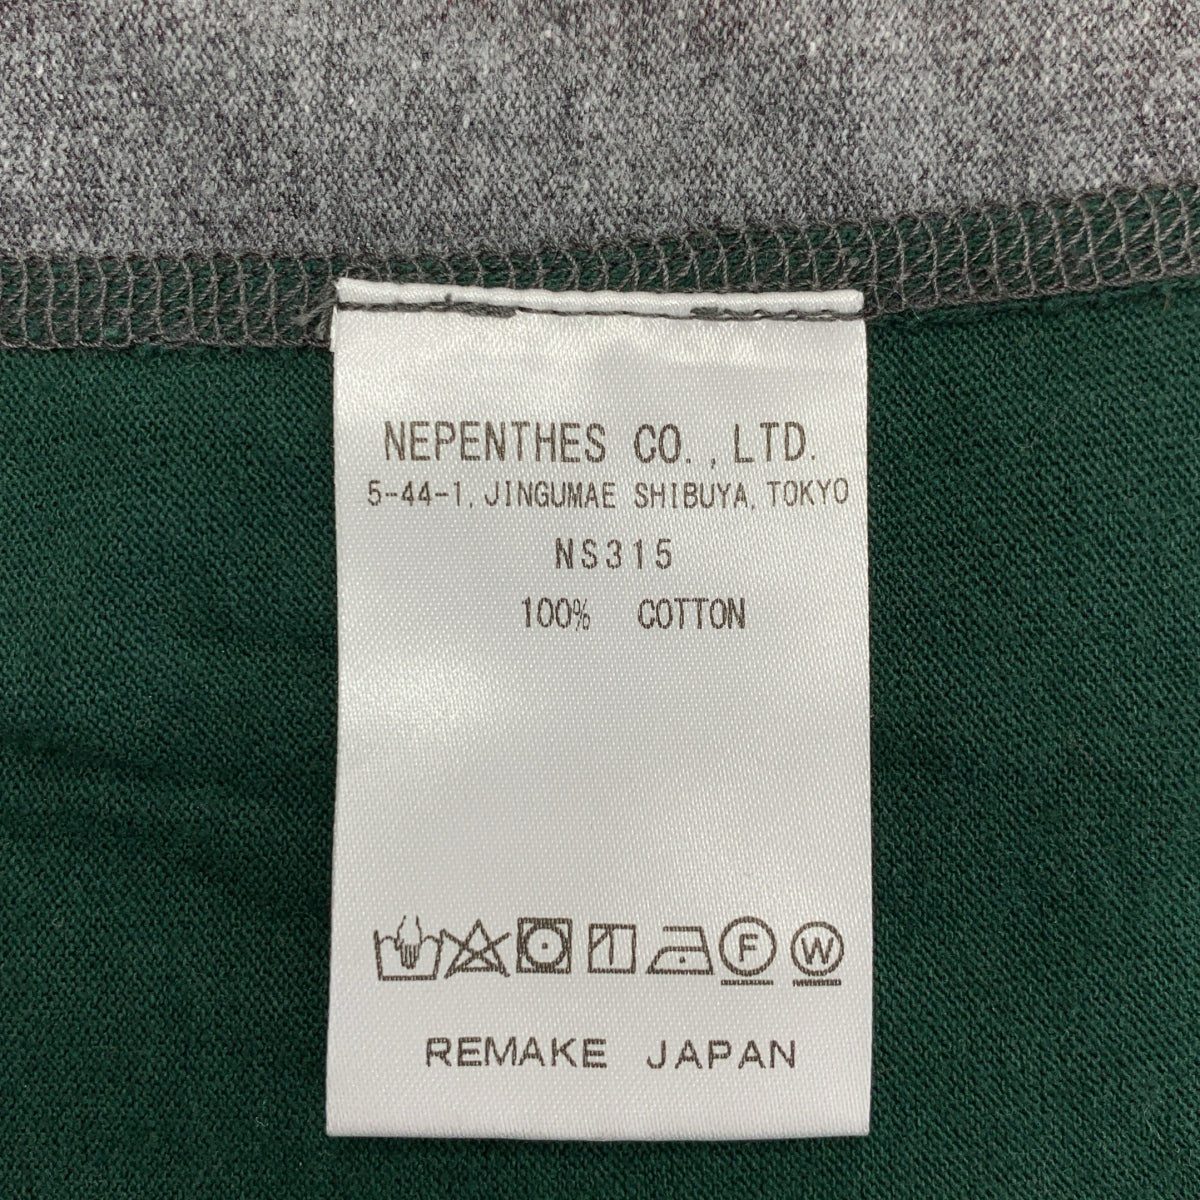 NEPENTHES CO.,LTD.
5-44-1, JINGUMAE SHIBUYA, TOKYO
NS315
100% COTTON
F W
REMAKE JAPAN